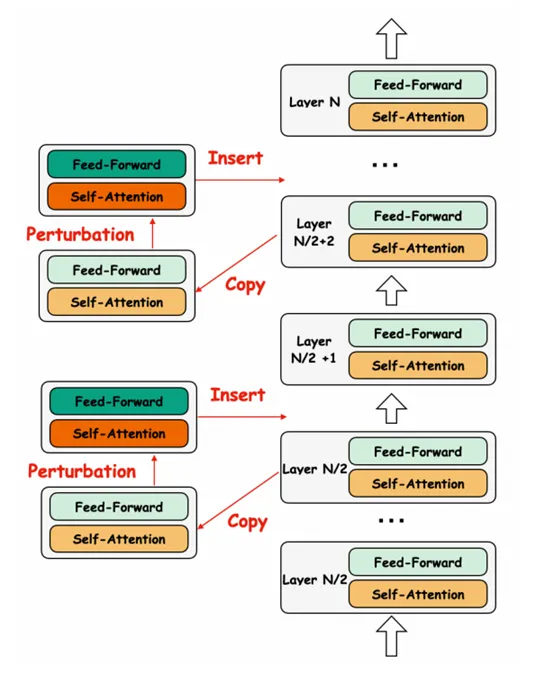 Layer N
Feed-Forward
Self-Attention
...
Feed-Forward
Self-Attention
Insert
Perturbation
Feed-Forward
Self-Attention
Copy
Layer
N/2+2
Feed-Forward
Self-Attention
Layer
N/2 +1
Feed-Forward
Self-Attention
Feed-Forward
Self-Attention
Insert
Perturbation
Feed-Forward
Self-Attention
Copy
Layer N/2
Feed-Forward
Self-Attention
...
Layer N/2
Feed-Forward
Self-Attention